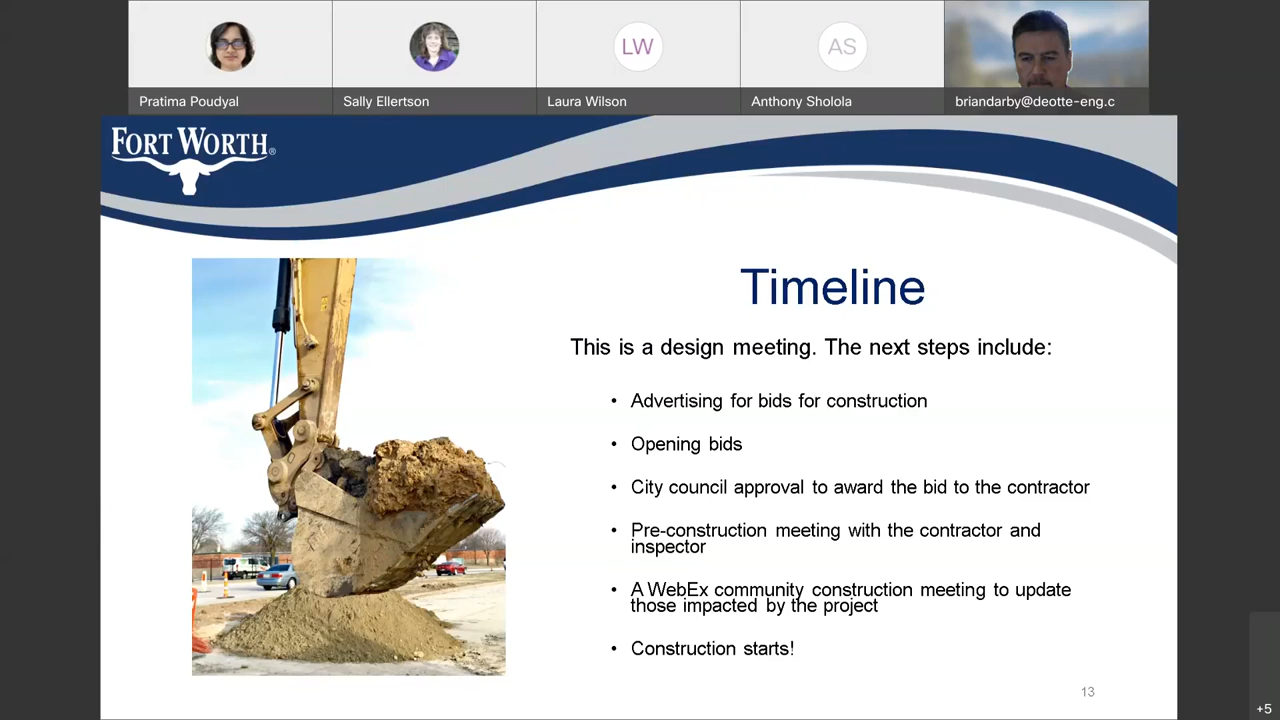 LW
AS
Pratima Poudyal
Sally Ellertson
Laura Wilson
Anthony Sholola
briandarby@deotte-eng.c
FORT WORTH®
Timeline
This is a design meeting. The next steps include:
• Advertising for bids for construction
• Opening bids
• City council approval to award the bid to the contractor
• Pre-construction meeting with the contractor and
inspector
• A WebEx community construction meeting to update
those impacted by the project
• Construction starts!
13
+5